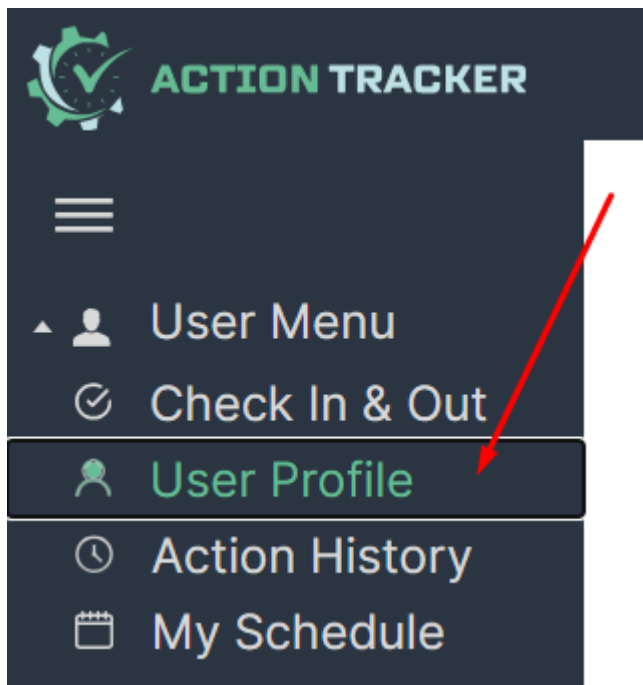 ACTION TRACKER
User Menu
Check In & Out
User Profile
Action History
My Schedule